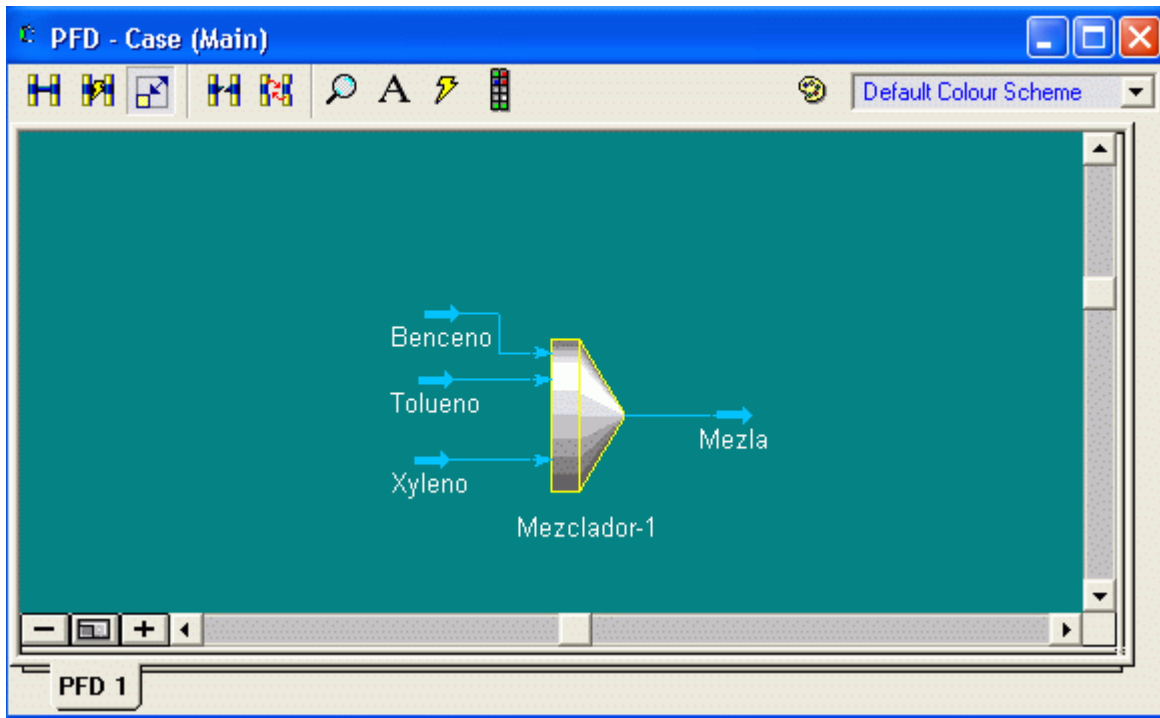 PFD - Case (Main)
A
Default Colour Scheme
Benceno
Tolueno
Mezla
Xyleno
Mezclador-1
PFD 1